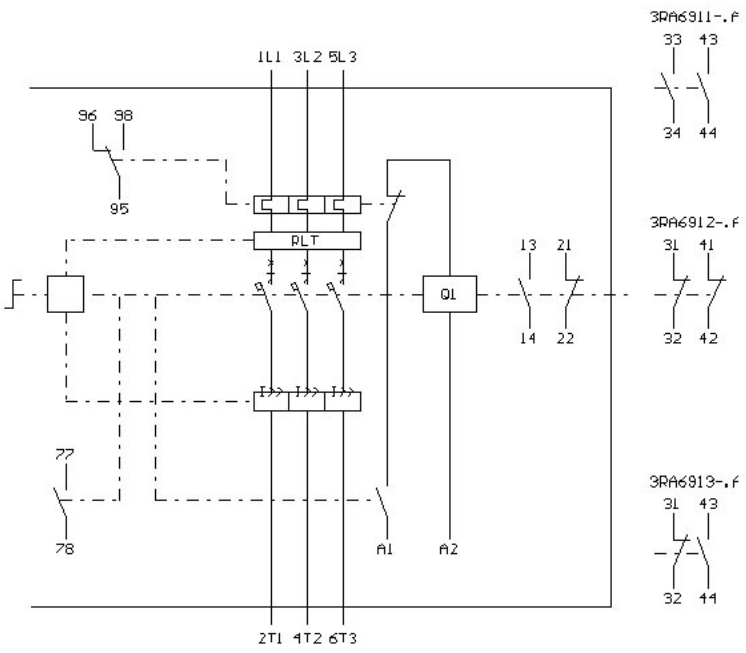 3RA6911-.A
1L1 3L2 5L3
33 43
96 98
34 44
95
3RA6912-.A
RLT
13 21
31 41
Q1
14 22
32 42
I>> I>> I>>
77
3RA6913-.A
31 43
78
A1 A2
32 44
2T1 4T2 6T3